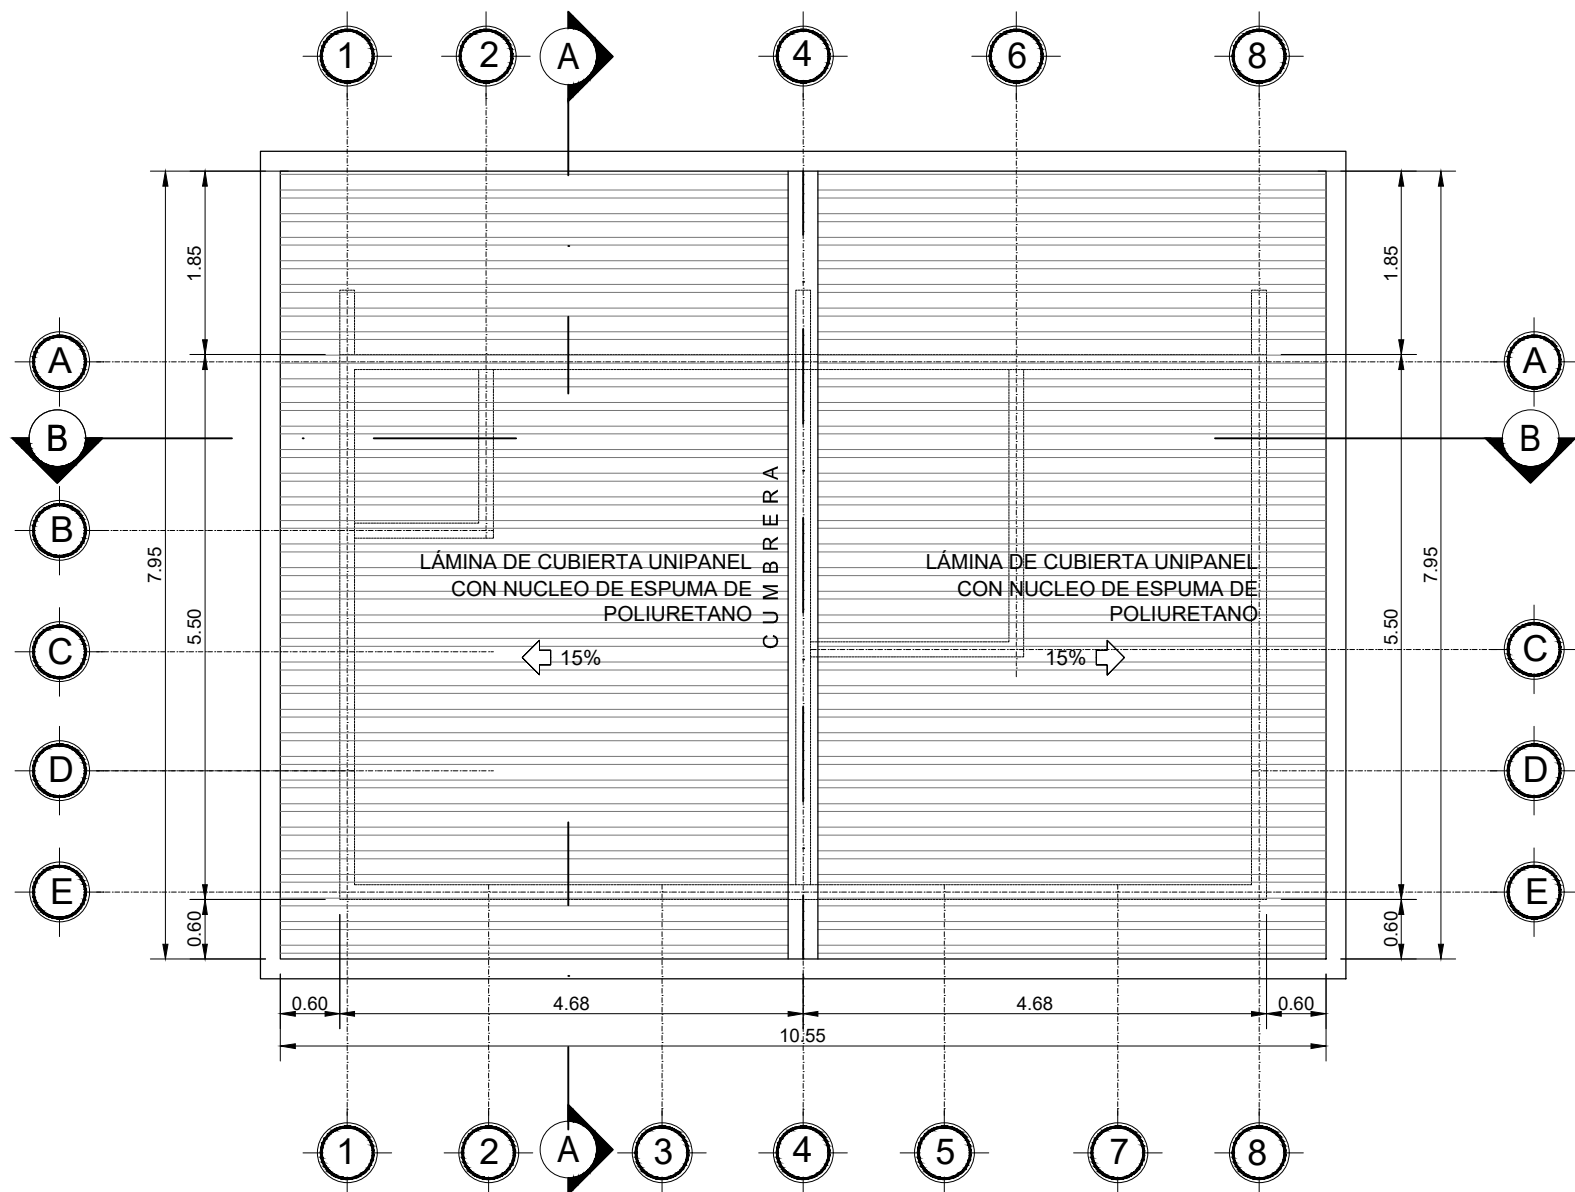 1 2 A 4 6 8
1.85 1.85
A A
B B
CUMBRERA
B
7.95 7.95
LÁMINA DE CUBIERTA UNIPANEL
CON NUCLEO DE ESPUMA DE
POLIURETANO
LÁMINA DE CUBIERTA UNIPANEL
CON NUCLEO DE ESPUMA DE
POLIURETANO
5.50 5.50
C C
15% 15%
D D
E E
0.60 0.60
0.60 4.68 4.68 0.60
10.55
1 2 A 3 4 5 7 8